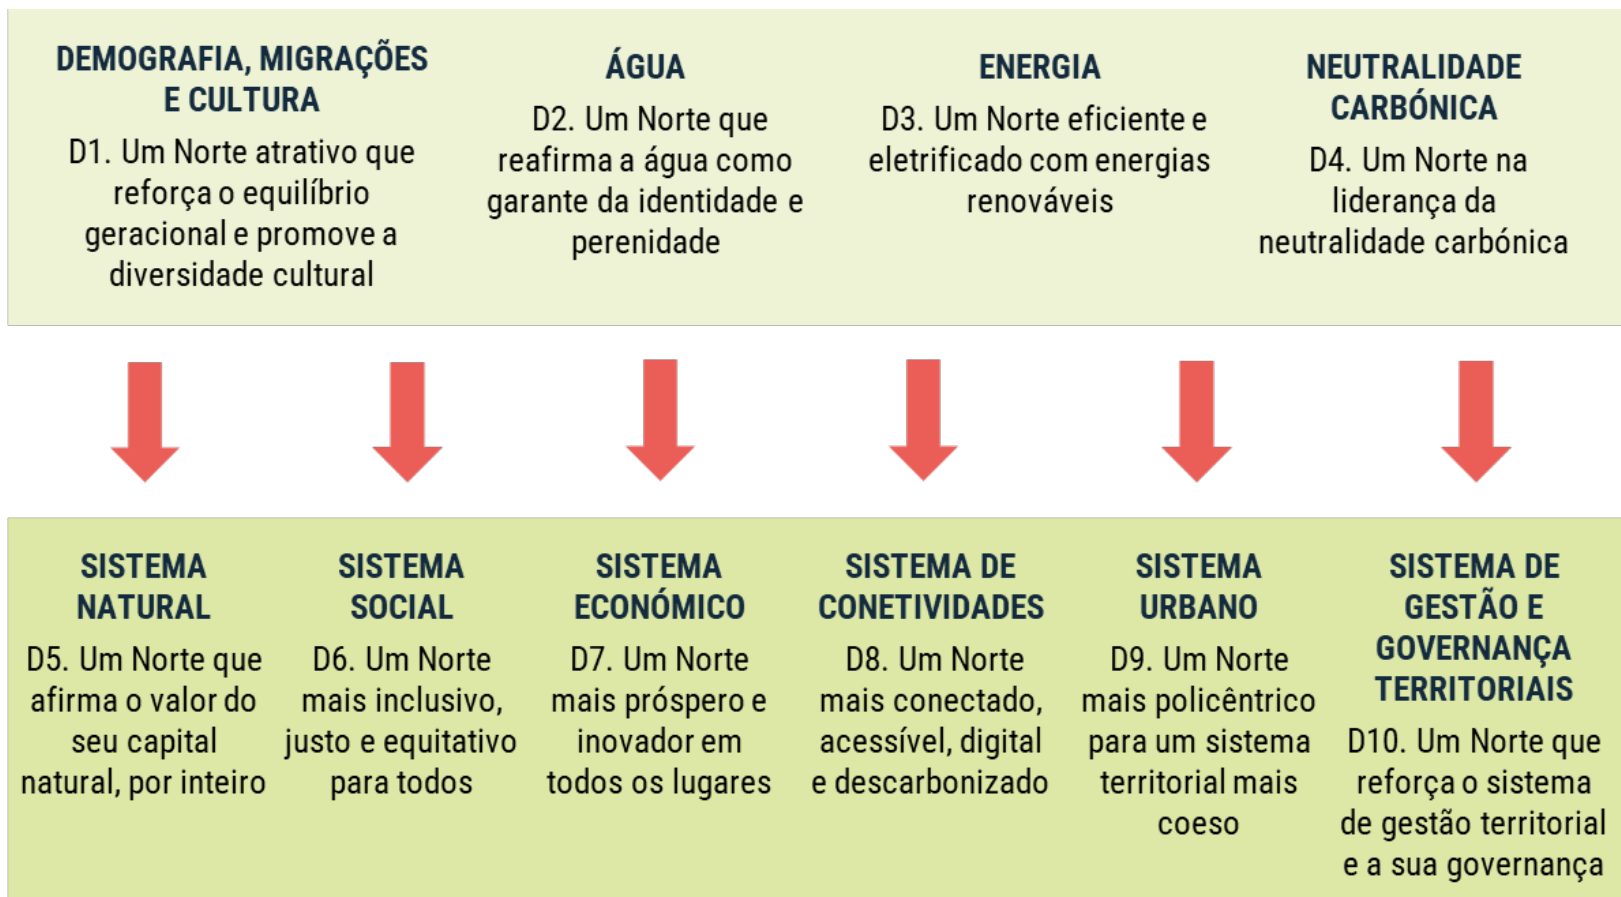 DEMOGRAFIA, MIGRAÇÕES
E CULTURA
D1. Um Norte atrativo que
reforça o equilíbrio
geracional e promove a
diversidade cultural
ÁGUA
D2. Um Norte que
reafirma a água como
garante da identidade e
perenidade
ENERGIA
D3. Um Norte eficiente e
eletrificado com energias
renováveis
NEUTRALIDADE
CARBÓNICA
D4. Um Norte na
liderança da
neutralidade carbónica
SISTEMA
NATURAL
D5. Um Norte que
afirma o valor do
seu capital
natural, por inteiro
SISTEMA
SOCIAL
D6. Um Norte
mais inclusivo,
justo e equitativo
para todos
SISTEMA
ECONÓMICO
D7. Um Norte
mais próspero e
inovador em
todos os lugares
SISTEMA DE
CONETIVIDADES
D8. Um Norte
mais conectado,
acessível, digital
e descarbonizado
SISTEMA
URBANO
D9. Um Norte
mais policêntrico
para um sistema
territorial mais
coeso
SISTEMA DE
GESTÃO E
GOVERNANÇA
TERRITORIAIS
D10. Um Norte que
reforça o sistema
de gestão territorial
e a sua governança